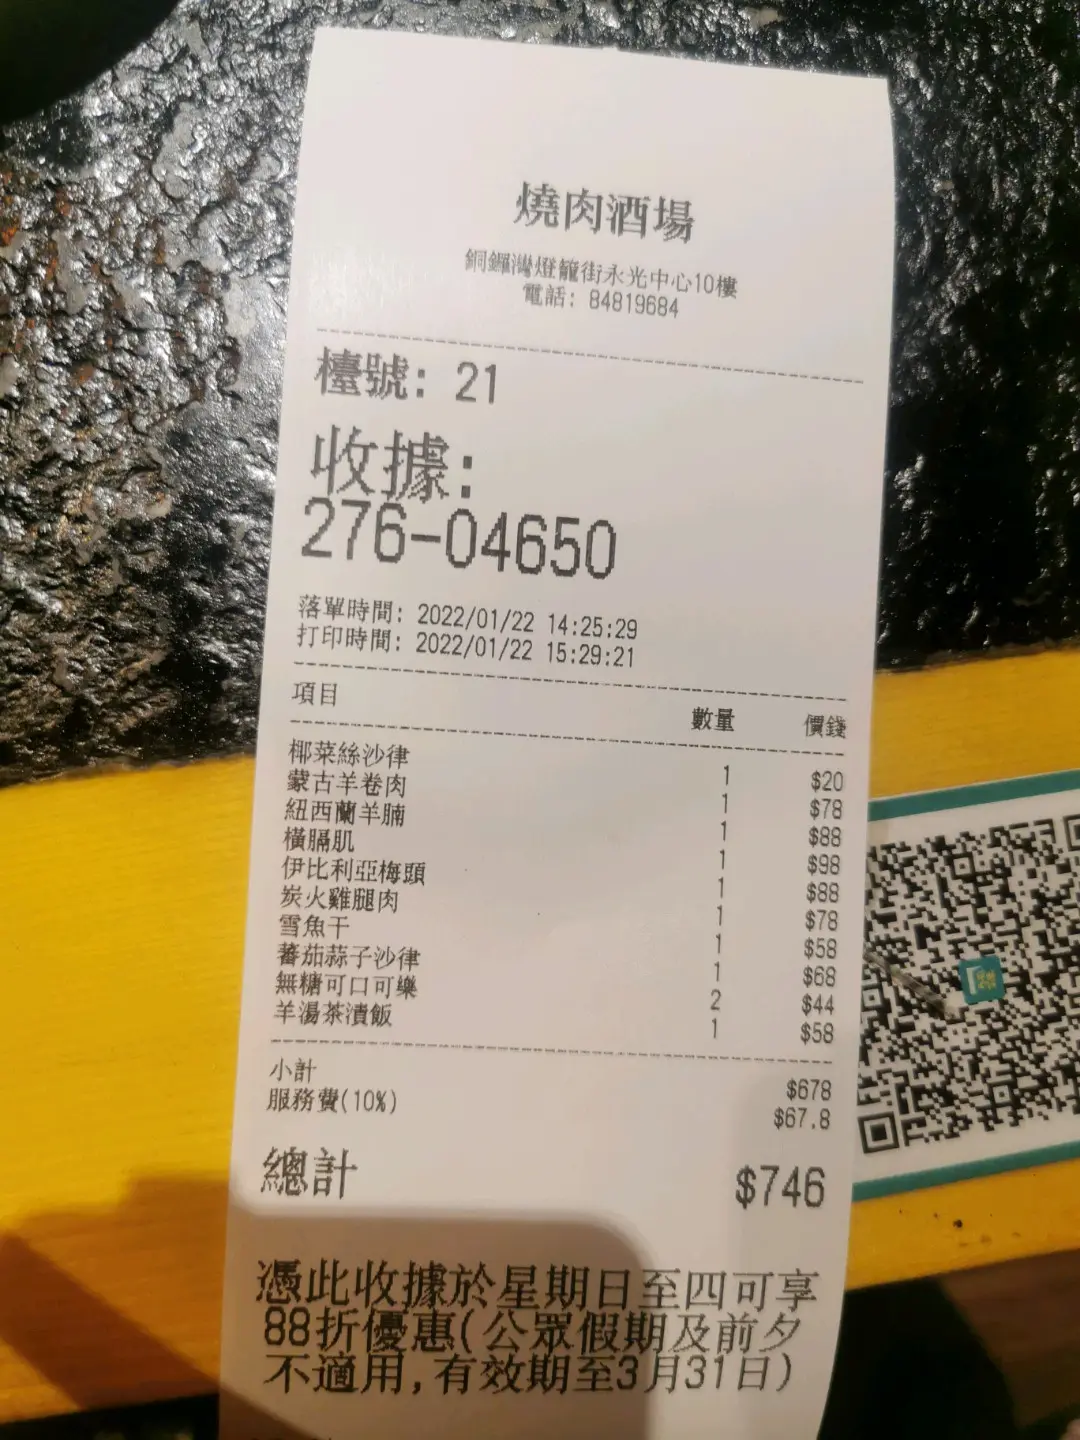 燒肉酒場
銅鑼灣燈籠街永光中心10樓
電話: 84819684
檯號: 21
收據:
276-04650
落單時間: 2022/01/22 14:25:29
打印時間: 2022/01/22 15:29:21
項目 數量 價錢
椰菜絲沙律 1 $20
蒙古羊卷肉 1 $78
紐西蘭羊腩 1 $88
橫膈肌 1 $98
伊比利亞梅頭 1 $88
炭火雞腿肉 1 $78
雪魚干 1 $58
蕃茄蒜子沙律 1 $68
無糖可口可樂 2 $44
羊湯茶漬飯 1 $58
小計 $678
服務費(10%) $67.8
總計 $746
憑此收據於星期日至四可享
88折優惠(公眾假期及前夕
不適用,有效期至3月31日)